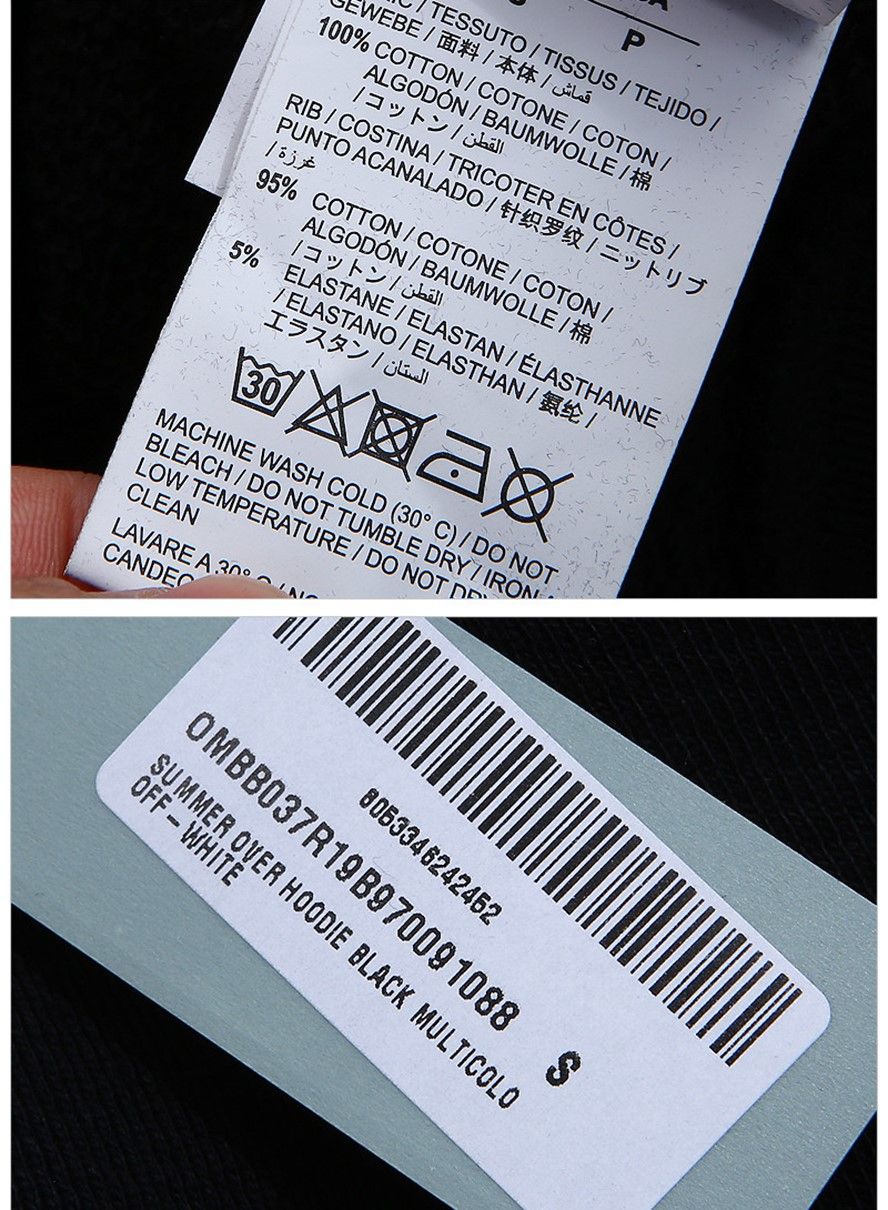 P
/ TESSUTO / TISSUS / TEJIDO /
GEWEBE / 面料 / 本体 / قماش
100% COTTON / COTONE / COTON /
ALGODÓN / BAUMWOLLE / 棉
/ コットン / القطن
RIB / COSTINA / TRICOTER EN CÔTES /
PUNTO ACANALADO / 针织罗纹 / ニットリブ
/ غرزة
95% COTTON / COTONE / COTON /
ALGODÓN / BAUMWOLLE / 棉
/ コットン / القطن
5% ELASTANE / ELASTAN / ÉLASTHANNE
/ ELASTANO / ELASTHAN / 氨纶 /
エラスタン / الستان
30
MACHINE WASH COLD (30° C) / DO NOT
BLEACH / DO NOT TUMBLE DRY / IRON
LOW TEMPERATURE / DO NOT DRY
CLEAN
LAVARE A 30° C /
CANDEG
OMBB037R19B970091088
8053346242452
SUMMER OVER HOODIE BLACK MULTICOLO
OFF-WHITE
S